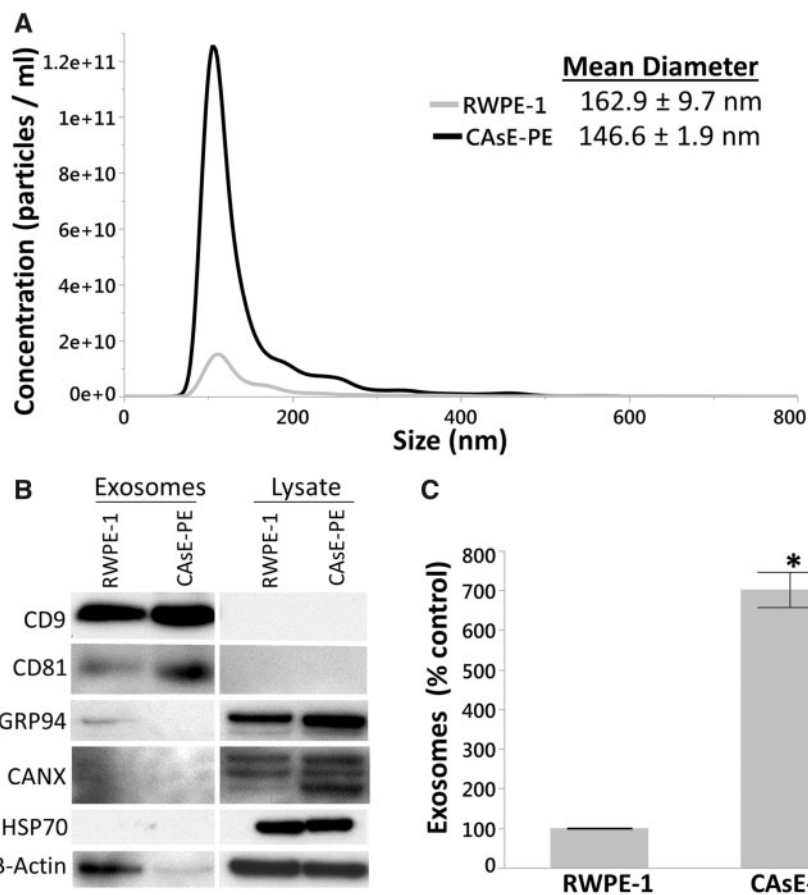 A
Concentration (particles / ml)
1.2e+11
1e+11
8e+10
6e+10
4e+10
2e+10
0e+0
0 200 400 600 800
Size (nm)
Mean Diameter
RWPE-1 162.9 ± 9.7 nm
CAsE-PE 146.6 ± 1.9 nm
B
Exosomes Lysate
RWPE-1 CAsE-PE RWPE-1 CAsE-PE
CD9
CD81
GRP94
CANX
HSP70
β-Actin
C
Exosomes (% control)
800
700
600
500
400
300
200
100
0
*
RWPE-1 CAsE-